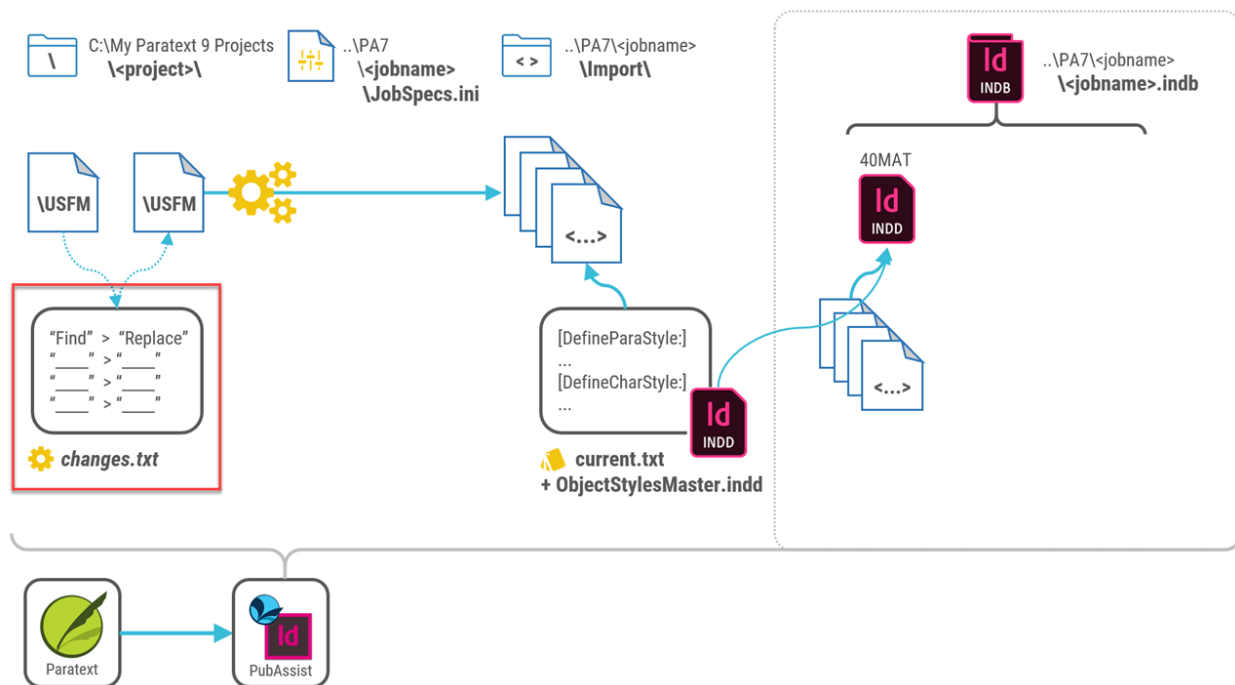 \
C:\My Paratext 9 Projects
\<project>\
..\PA7
\<jobname>
\JobSpecs.ini
< >
..\PA7\<jobname>
\Import\
Id
INDB
..\PA7\<jobname>
\<jobname>.indb
\USFM
\USFM
<...>
40MAT
Id
INDD
“Find” > “Replace”
“____” > “____”
“____” > “____”
“____” > “____”
changes.txt
[DefineParaStyle:]
...
[DefineCharStyle:]
...
Id
INDD
current.txt
+ ObjectStylesMaster.indd
<...>
Paratext
Id
PubAssist